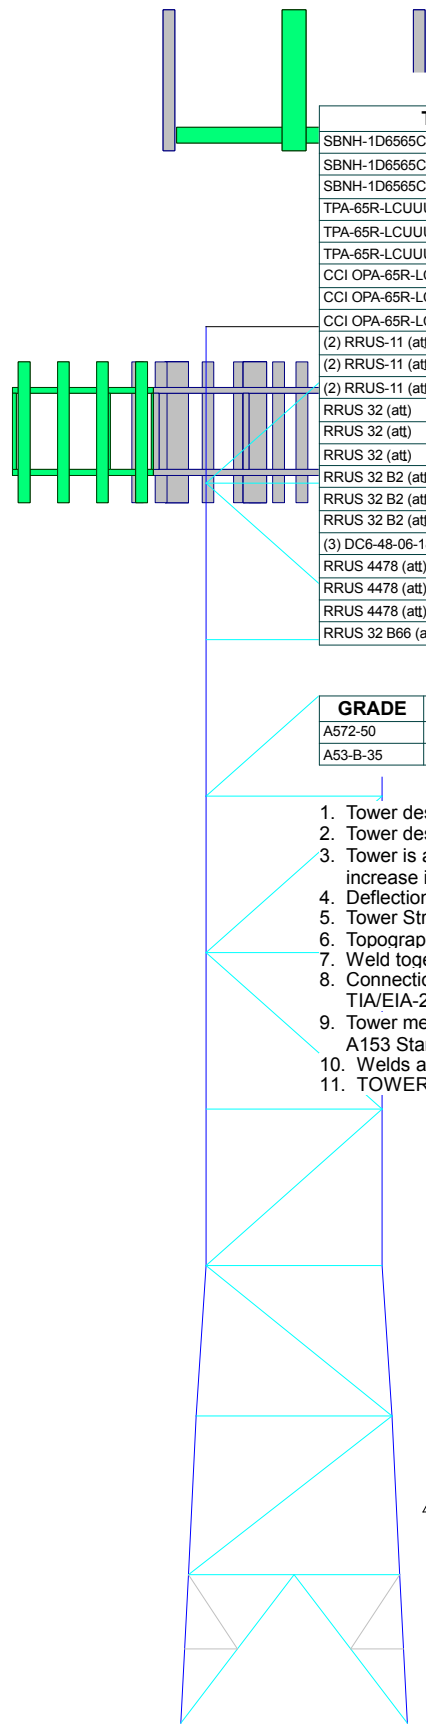 SBNH-1D6565C
SBNH-1D6565C
SBNH-1D6565C
TPA-65R-LCUUU
TPA-65R-LCUUU
TPA-65R-LCUUU
CCI OPA-65R-LC
CCI OPA-65R-LC
CCI OPA-65R-LC
(2) RRUS-11 (att
(2) RRUS-11 (att
(2) RRUS-11 (att
RRUS 32 (att)
RRUS 32 (att)
RRUS 32 (att)
RRUS 32 B2 (att
RRUS 32 B2 (att
RRUS 32 B2 (att
(3) DC6-48-06-1
RRUS 4478 (att)
RRUS 4478 (att)
RRUS 4478 (att)
RRUS 32 B66 (a
GRADE
A572-50
A53-B-35
1. Tower des
2. Tower des
3. Tower is a
increase i
4. Deflection
5. Tower Str
6. Topograp
7. Weld toge
8. Connectio
TIA/EIA-2
9. Tower me
A153 Sta
10. Welds a
11. TOWER